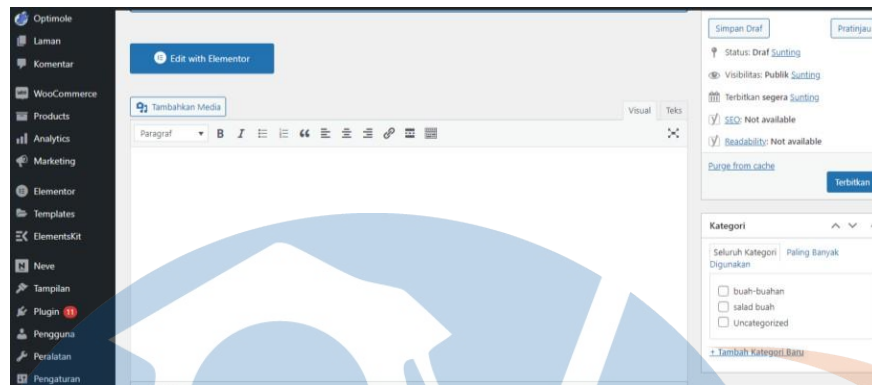 Optimole
Laman
Komentar
WooCommerce
Products
Analytics
Marketing
Elementor
Templates
ElementsKit
Neve
Tampilan
Plugin 11
Pengguna
Peralatan
Pengaturan
Edit with Elementor
Tambahkan Media
Visual Teks
Paragraf B I
Simpan Draf Pratinjau
Status: Draf Sunting
Visibilitas: Publik Sunting
Terbitkan segera Sunting
SEO: Not available
Readability: Not available
Purge from cache
Terbitkan
Kategori
Seluruh Kategori Paling Banyak
Digunakan
buah-buahan
salad buah
Uncategorized
+ Tambah Kategori Baru